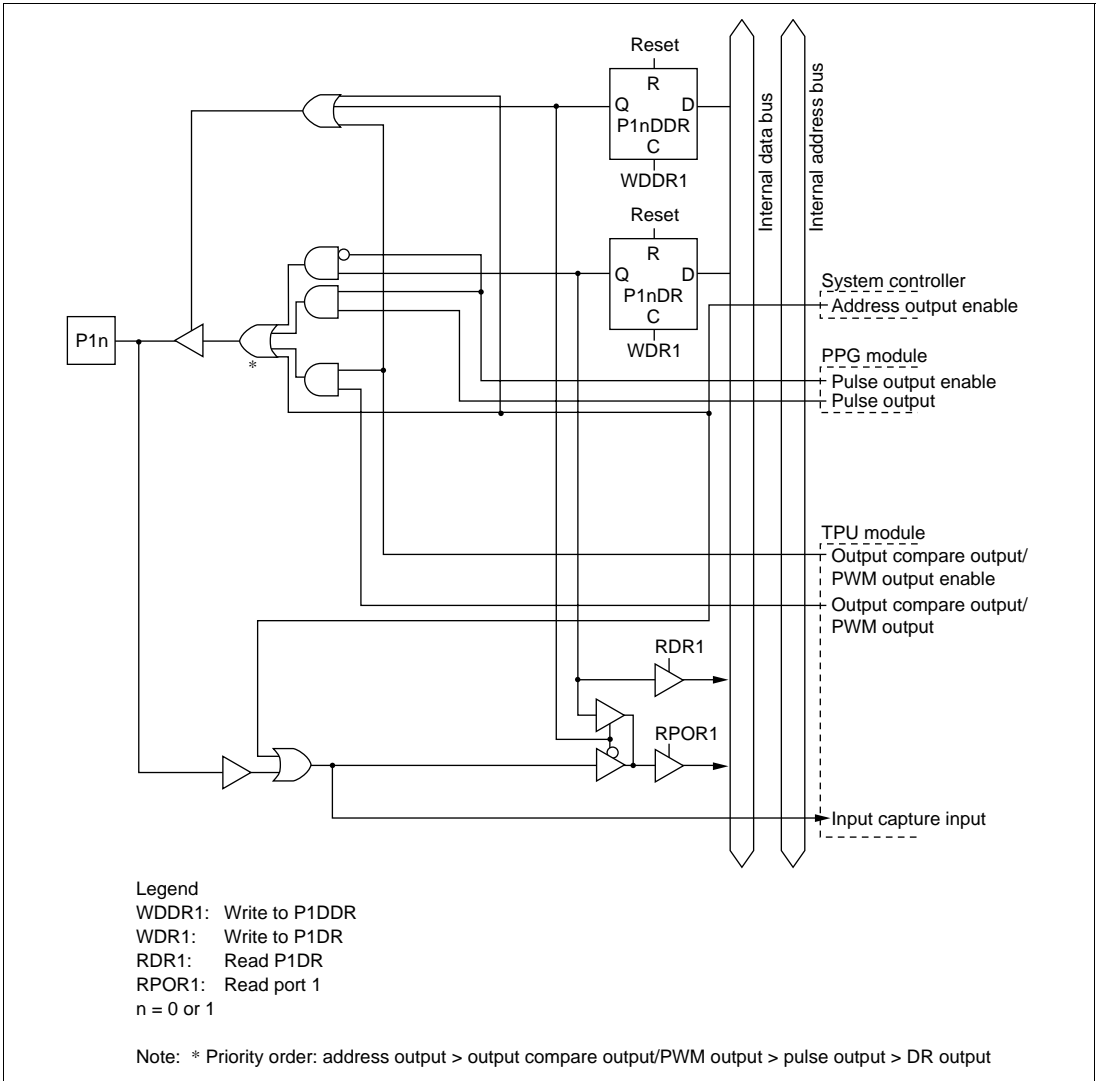 Reset
R
Q D
P1nDDR
C
WDDR1
Reset
R
Q D
P1nDR
C
WDR1
Internal data bus
Internal address bus
System controller
Address output enable
PPG module
Pulse output enable
Pulse output
P1n
*
TPU module
Output compare output/
PWM output enable
Output compare output/
PWM output
RDR1
RPOR1
Input capture input
Legend
WDDR1: Write to P1DDR
WDR1: Write to P1DR
RDR1: Read P1DR
RPOR1: Read port 1
n = 0 or 1
Note: * Priority order: address output > output compare output/PWM output > pulse output > DR output